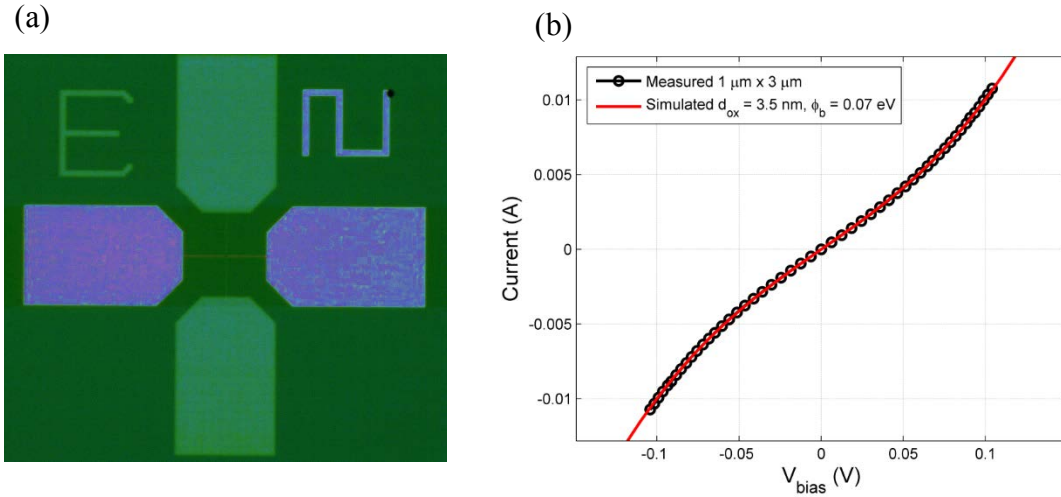 (a)
(b)
E
Measured 1 μm x 3 μm
Simulated d_ox = 3.5 nm, ϕ_b = 0.07 eV
0.01
0.005
0
-0.005
-0.01
Current (A)
-0.1
-0.05
0
0.05
0.1
V_bias (V)